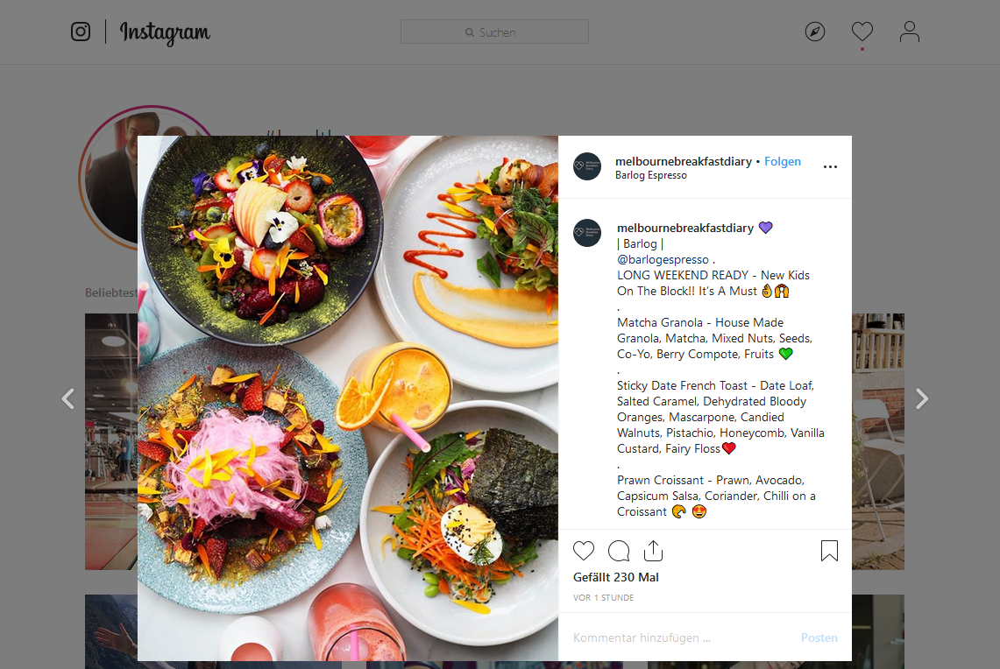 Instagram
Suchen
melbournebreakfastdiary • Folgen
Barlog Espresso
melbournebreakfastdiary 💜
| Barlog |
@barlogespresso .
LONG WEEKEND READY - New Kids
On The Block!! It’s A Must 👌🙌
.
Matcha Granola - House Made
Granola, Matcha, Mixed Nuts, Seeds,
Co-Yo, Berry Compote, Fruits 💚
.
Sticky Date French Toast - Date Loaf,
Salted Caramel, Dehydrated Bloody
Oranges, Mascarpone, Candied
Walnuts, Pistachio, Honeycomb, Vanilla
Custard, Fairy Floss❤️
.
Prawn Croissant - Prawn, Avocado,
Capsicum Salsa, Coriander, Chilli on a
Croissant 🥐 😍
Gefällt 230 Mal
VOR 1 STUNDE
Kommentar hinzufügen ...
Posten